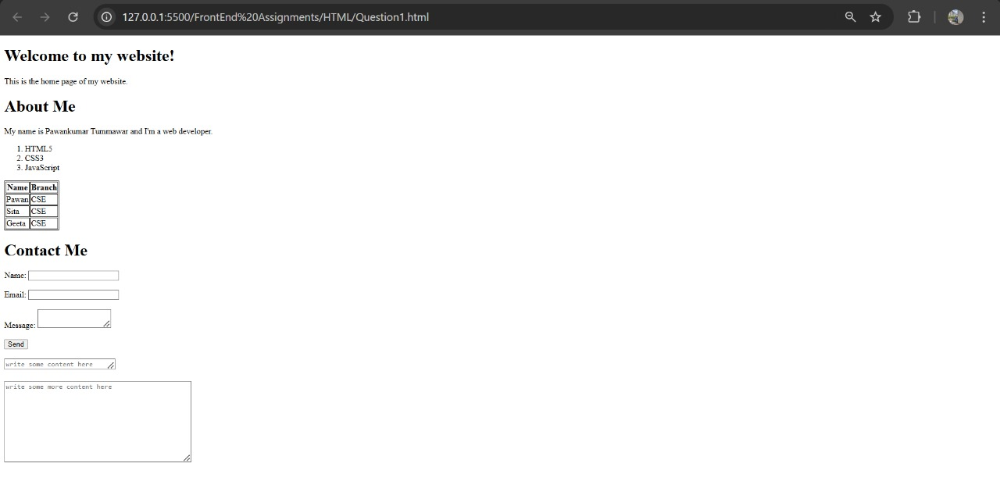 127.0.0.1:5500/FrontEnd%20Assignments/HTML/Question1.html
Welcome to my website!
This is the home page of my website.
About Me
My name is Pawankumar Tummawar and I'm a web developer.
1. HTML5
2. CSS3
3. JavaScript
Name Branch
Pawan CSE
Sita CSE
Geeta CSE
Contact Me
Name:
Email:
Message:
Send
write some content here
write some more content here